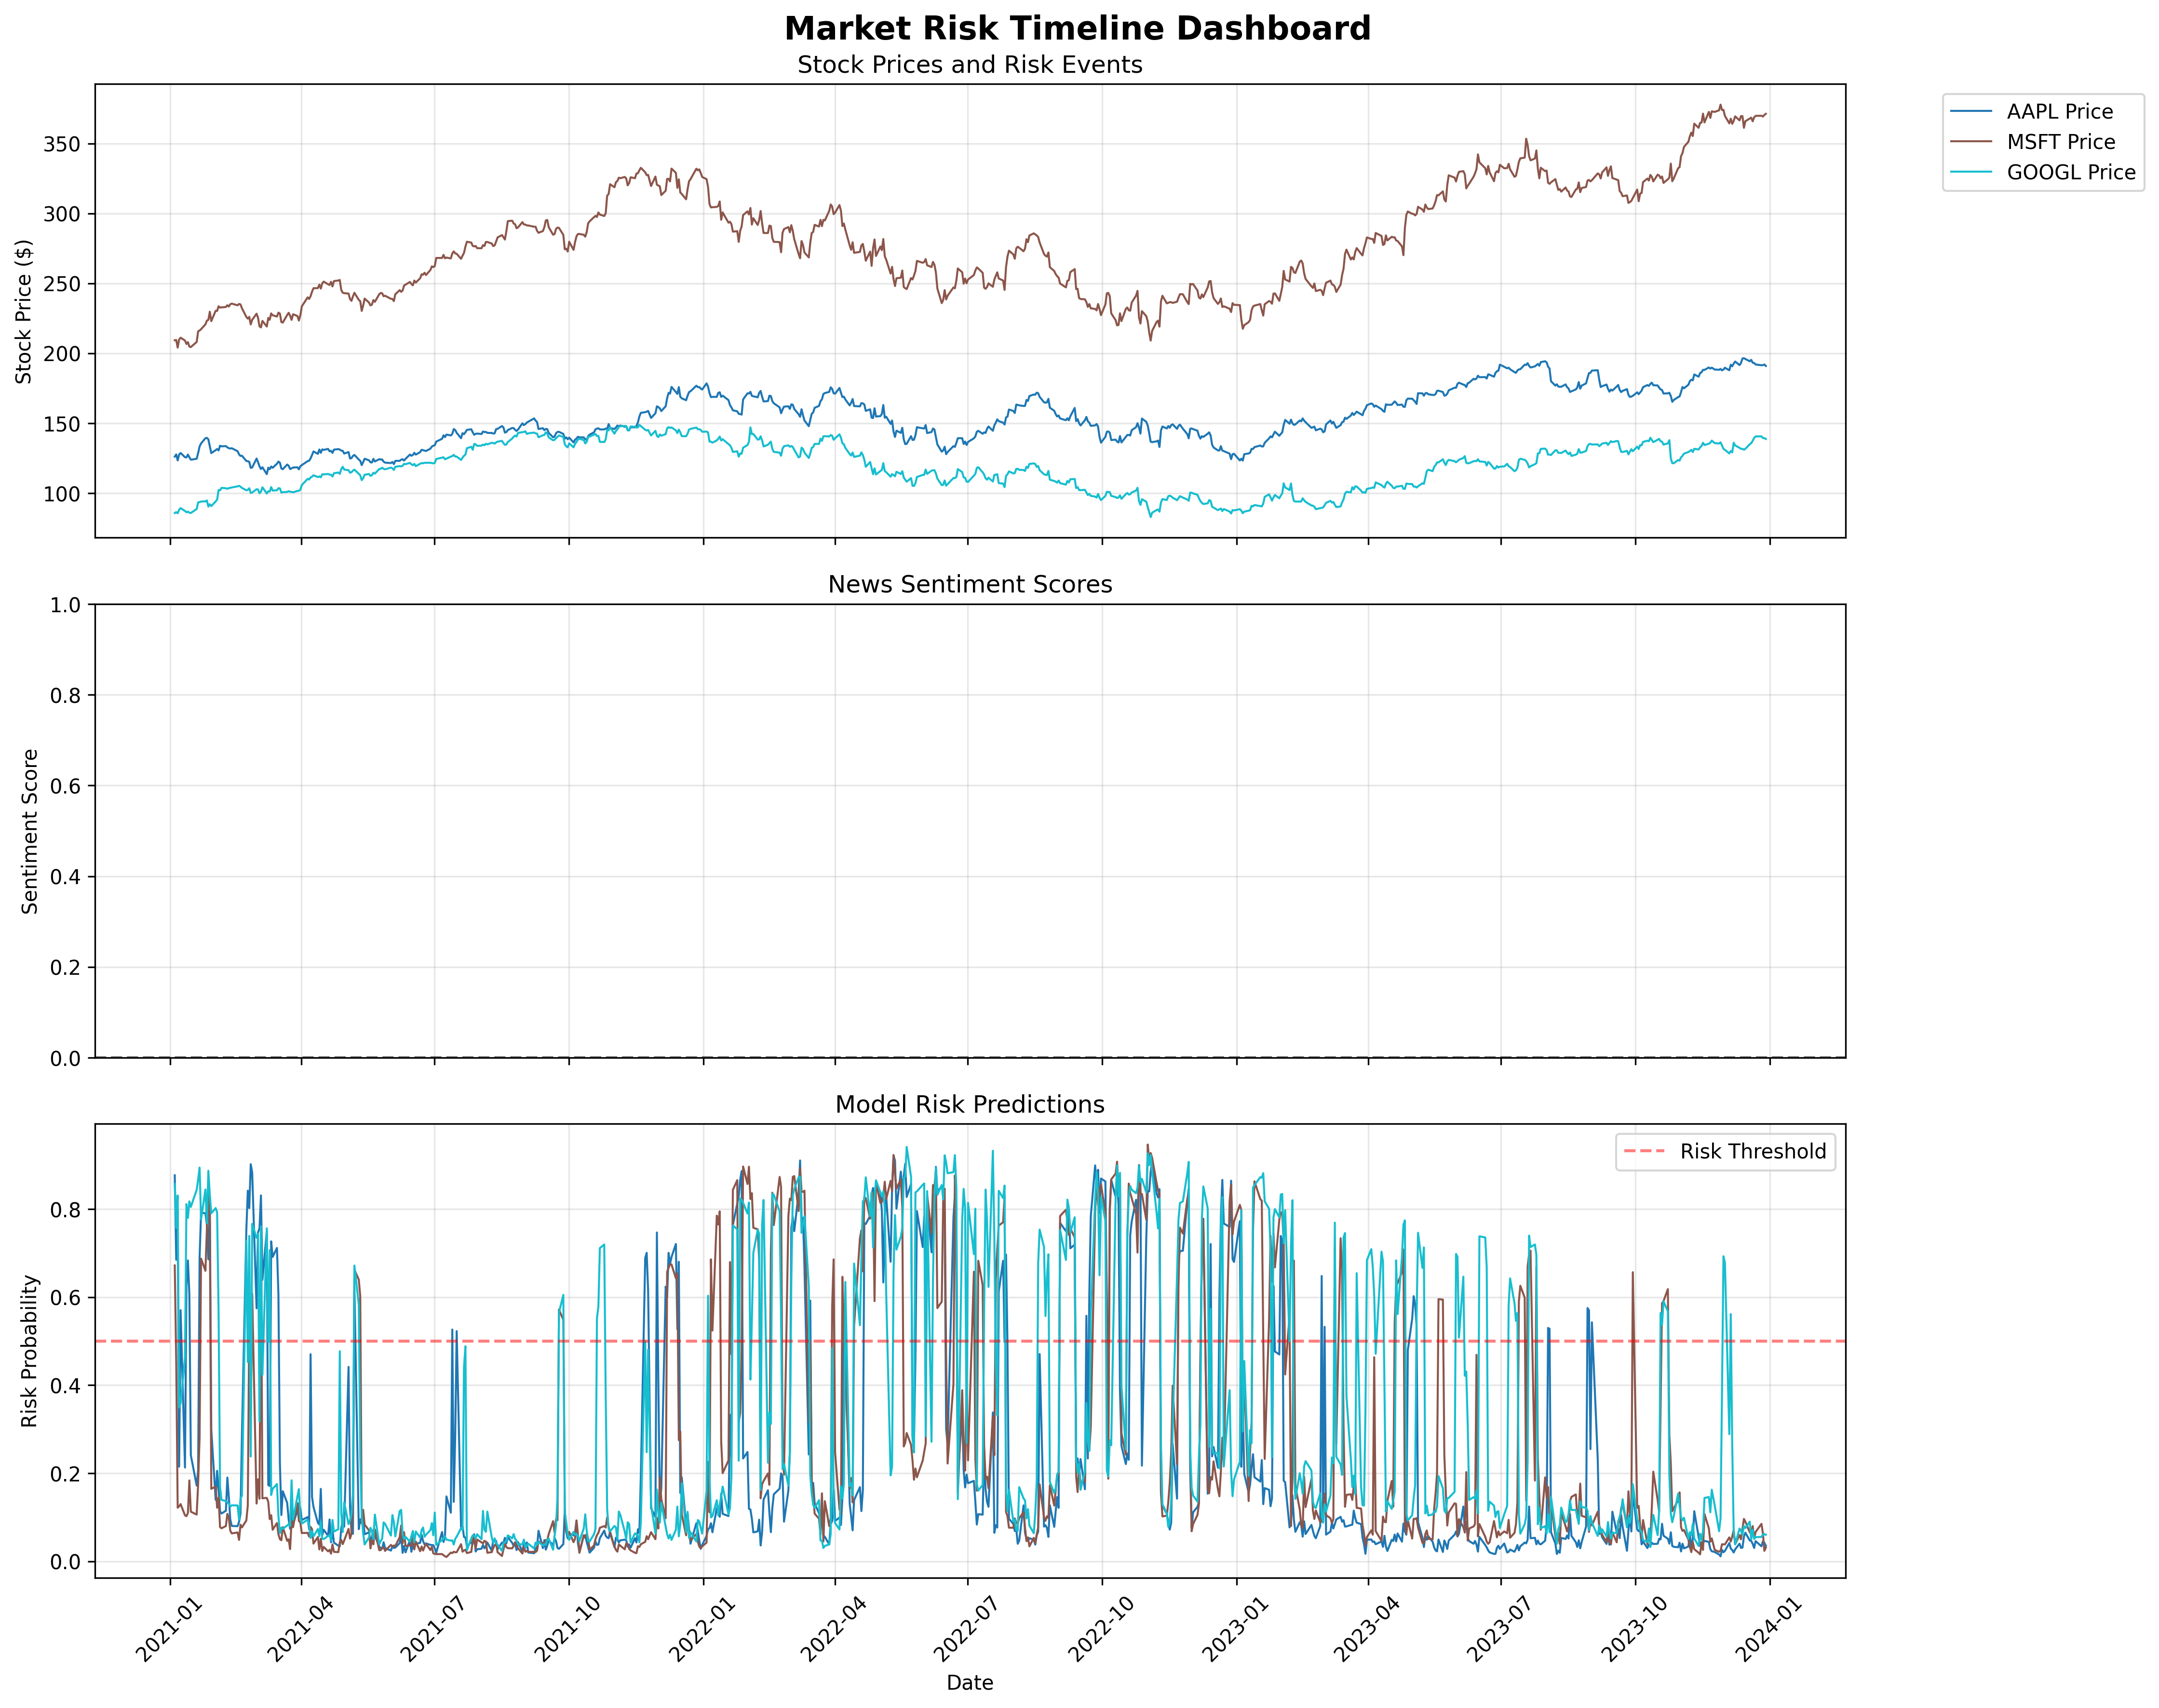 Market Risk Timeline Dashboard
Stock Prices and Risk Events
AAPL Price
MSFT Price
GOOGL Price
Stock Price ($)
350
300
250
200
150
100
News Sentiment Scores
Sentiment Score
1.0
0.8
0.6
0.4
0.2
0.0
Model Risk Predictions
Risk Threshold
Risk Probability
0.8
0.6
0.4
0.2
0.0
2021-01
2021-04
2021-07
2021-10
2022-01
2022-04
2022-07
2022-10
2023-01
2023-04
2023-07
2023-10
2024-01
Date